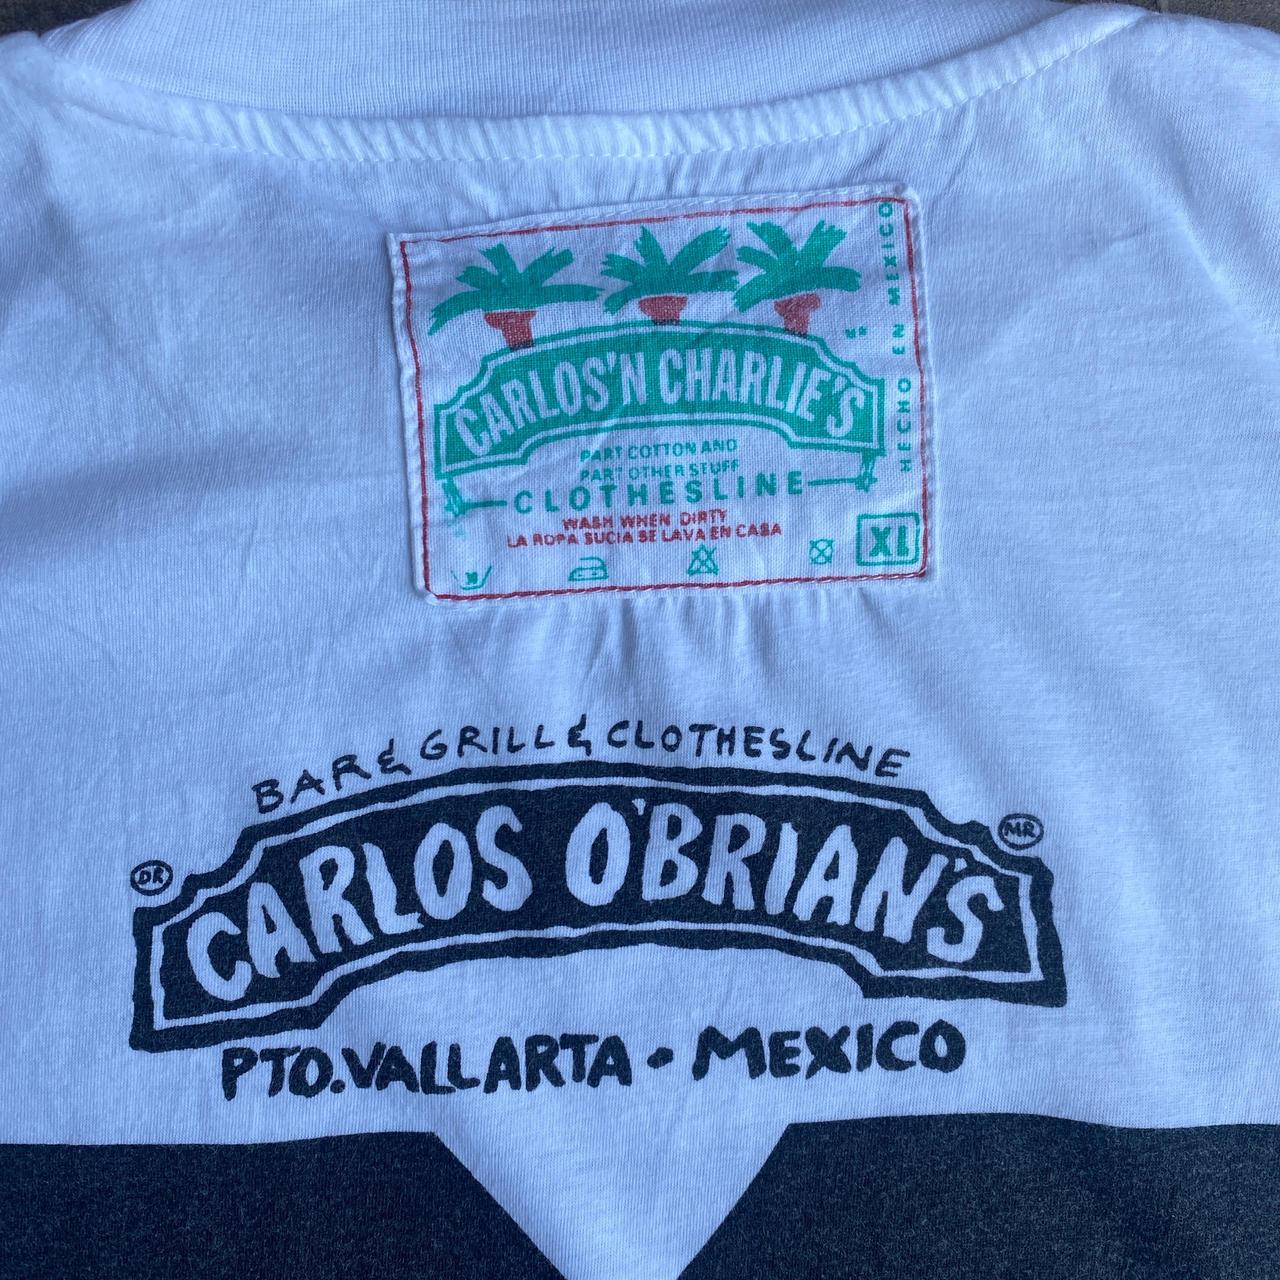 HECHO EN MEXICO
MR
CARLOS'N CHARLIE'S
PART COTTON AND
PART OTHER STUFF
CLOTHESLINE
WASH WHEN DIRTY
LA ROPA SUCIA SE LAVA EN CASA
XL
BAR & GRILL & CLOTHESLINE
DR
MR
CARLOS O'BRIAN'S
PTO. VALLARTA • MEXICO